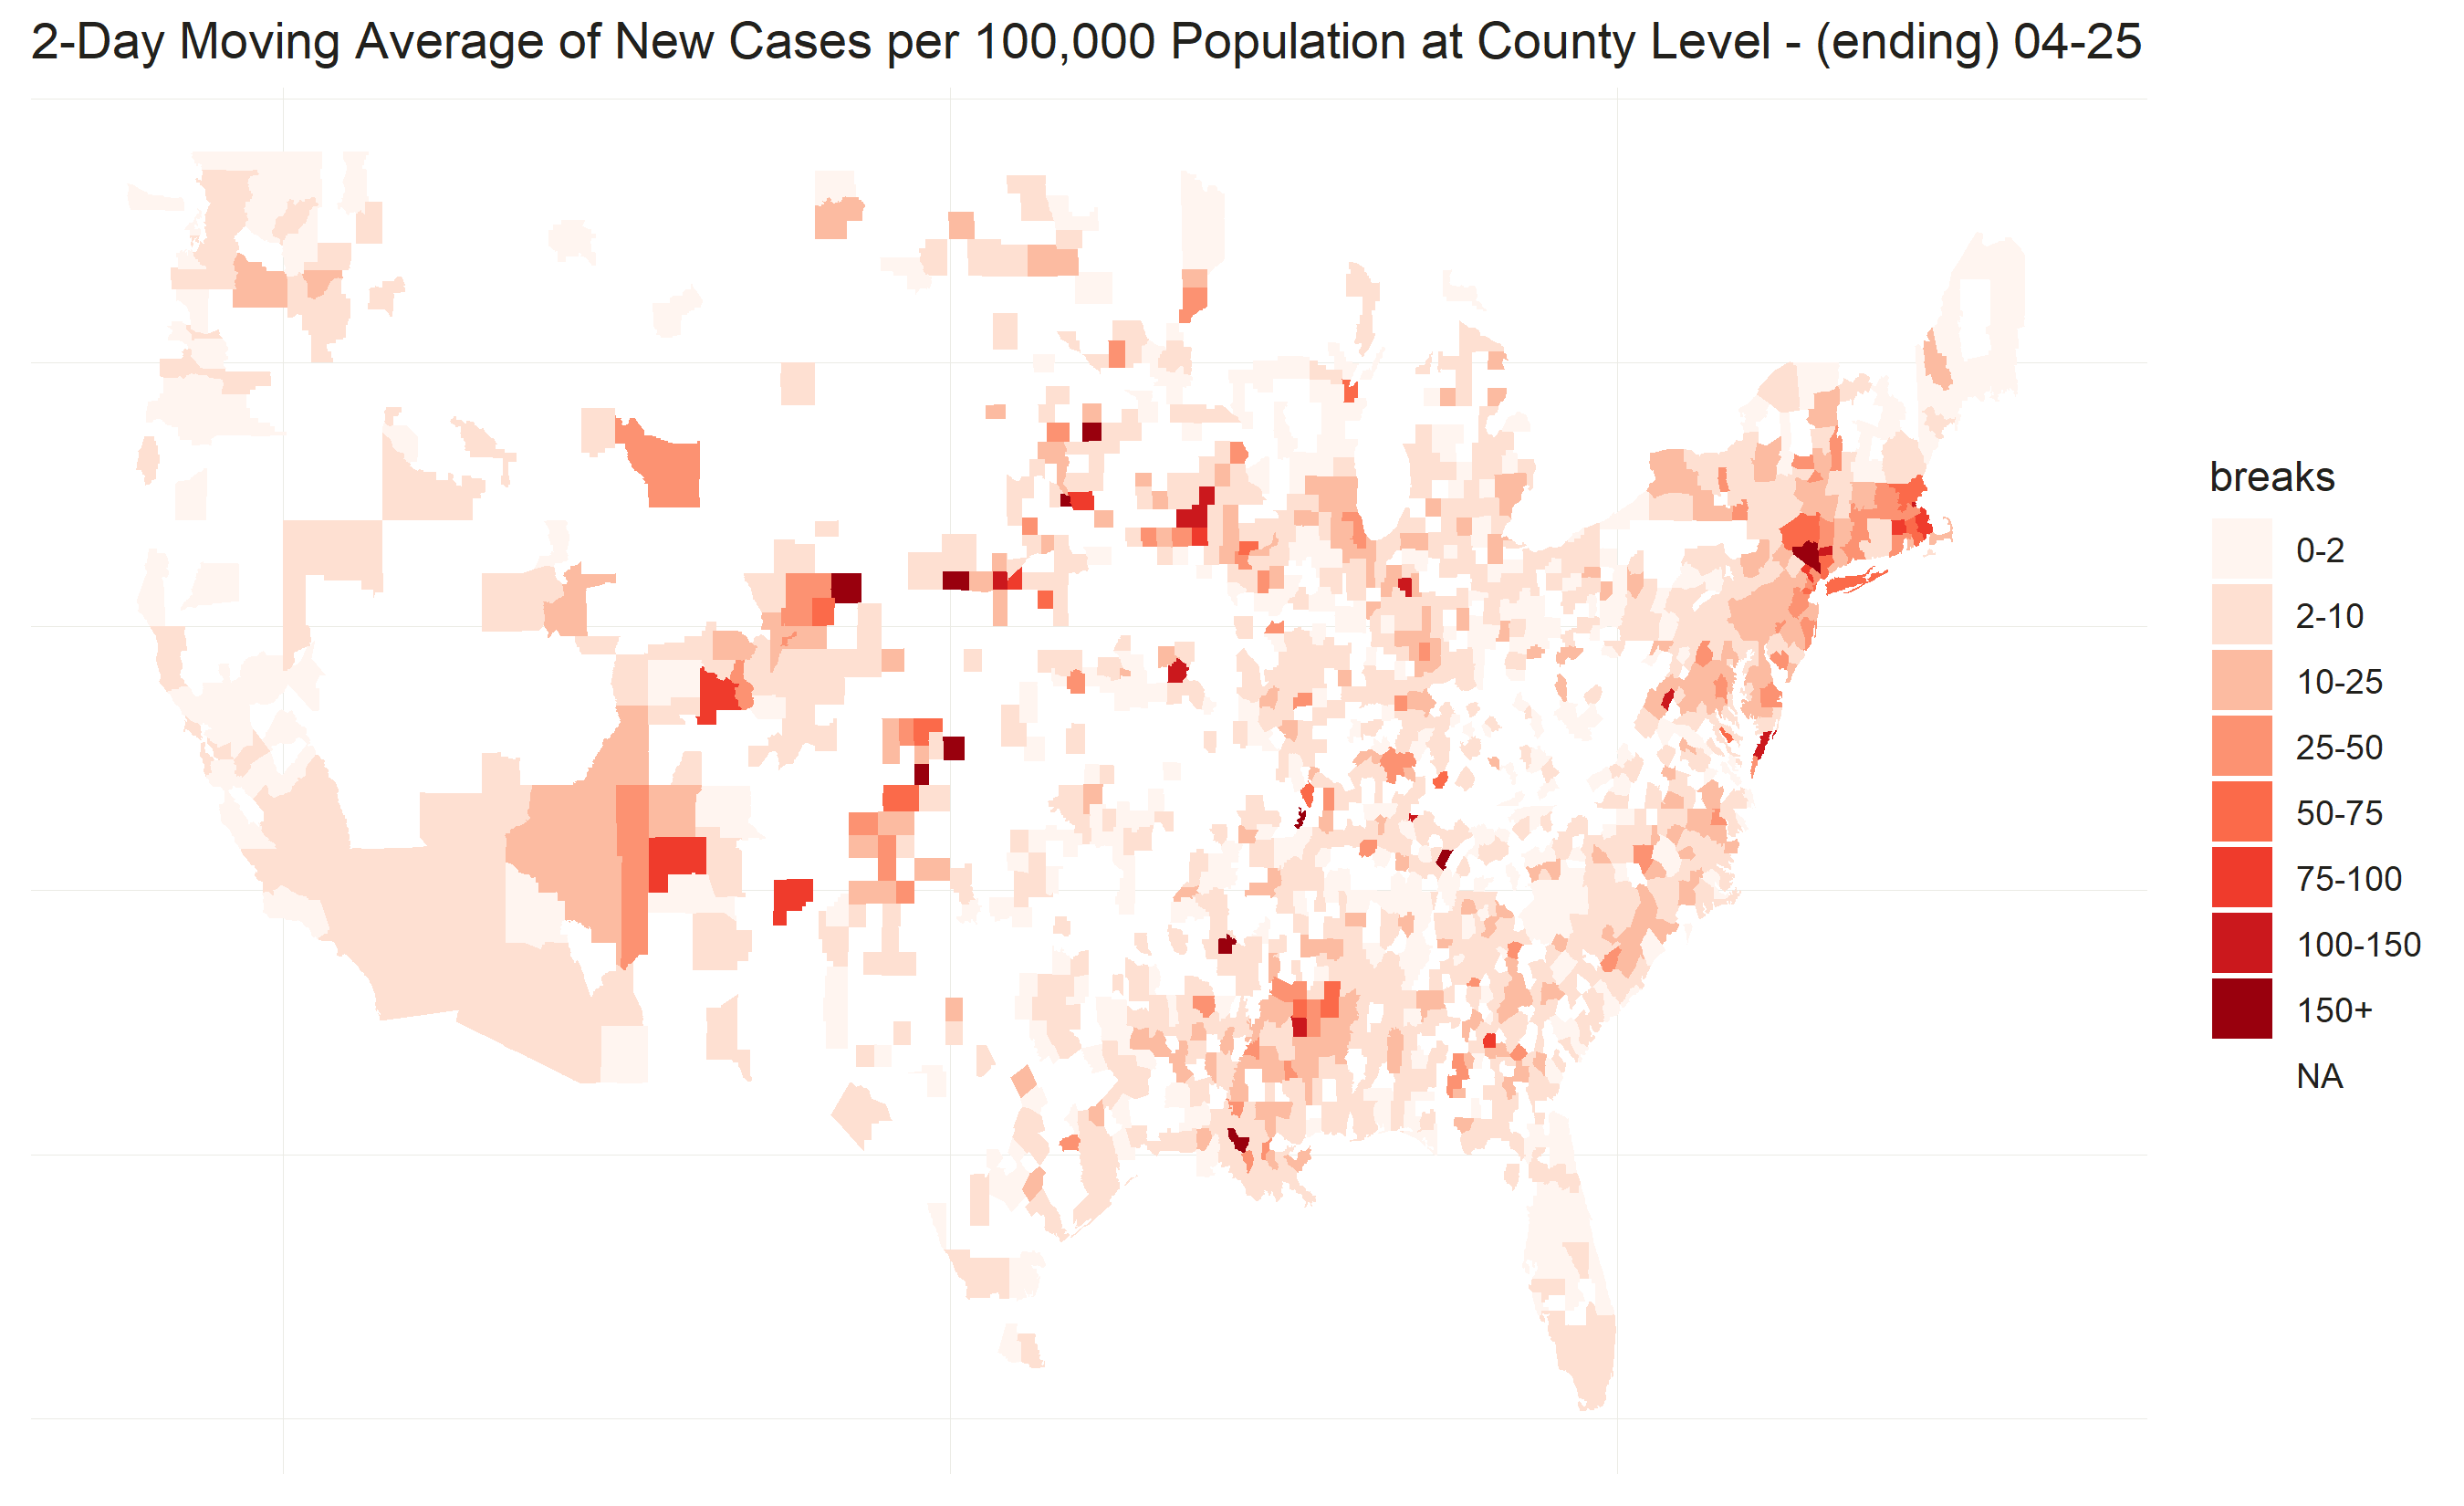 2-Day Moving Average of New Cases per 100,000 Population at County Level - (ending) 04-25
breaks
0-2
2-10
10-25
25-50
50-75
75-100
100-150
150+
NA